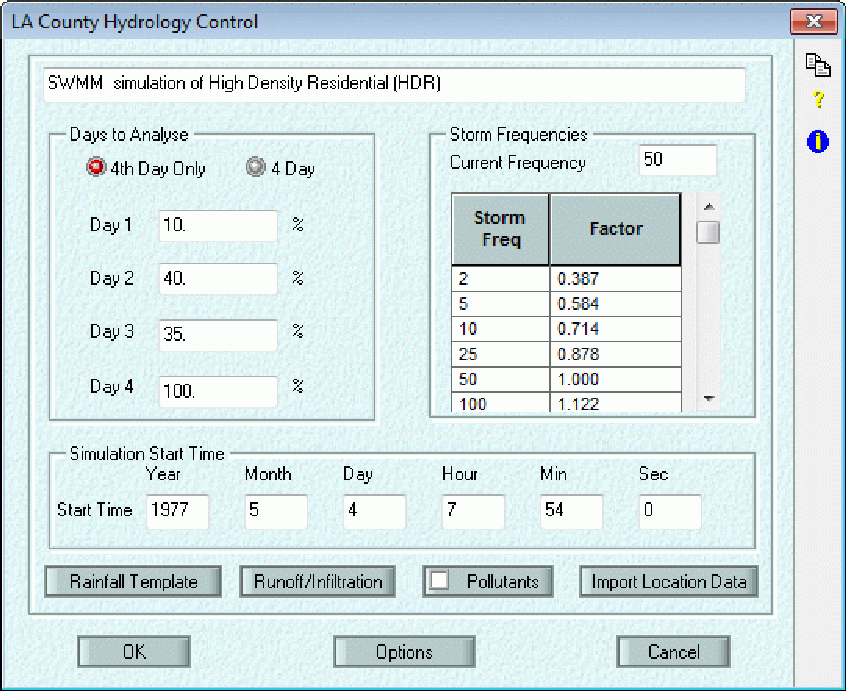 LA County Hydrology Control
SWMM simulation of High Density Residential (HDR)
?
i
Days to Analyse
4th Day Only 4 Day
Day 1 10. %
Day 2 40. %
Day 3 35. %
Day 4 100. %
Storm Frequencies
Current Frequency 50
Storm Freq Factor
2 0.387
5 0.584
10 0.714
25 0.878
50 1.000
100 1.122
Simulation Start Time
Year Month Day Hour Min Sec
Start Time 1977 5 4 7 54 0
Rainfall Template Runoff/Infiltration Pollutants Import Location Data
OK Options Cancel